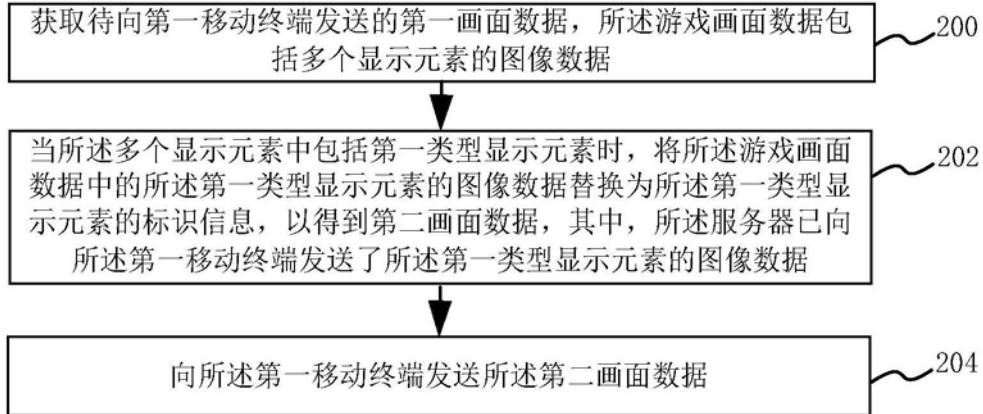 获取待向第一移动终端发送的第一画面数据，所述游戏画面数据包
括多个显示元素的图像数据
200
当所述多个显示元素中包括第一类型显示元素时，将所述游戏画面
数据中的所述第一类型显示元素的图像数据替换为所述第一类型显
示元素的标识信息，以得到第二画面数据，其中，所述服务器已向
所述第一移动终端发送了所述第一类型显示元素的图像数据
202
向所述第一移动终端发送所述第二画面数据
204